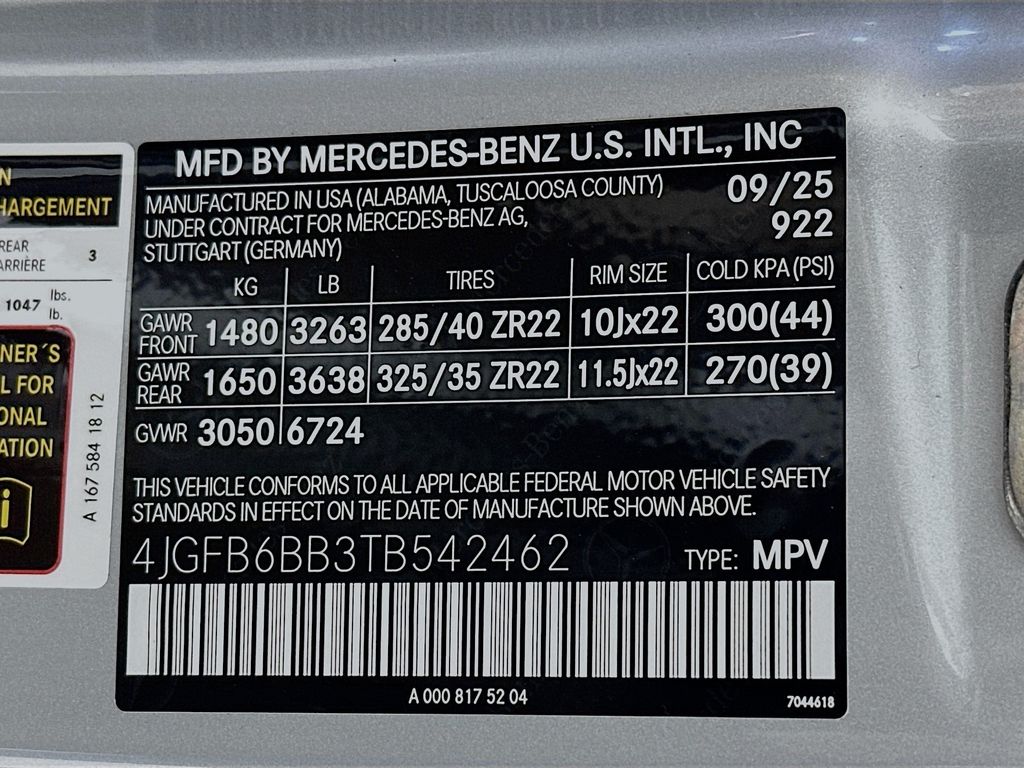 N
HARGEMENT
REAR
ARRIÈRE 3
1047 lbs.
lb.
NER´S
L FOR
ONAL
ATION
i
A 167 584 18 12
MFD BY MERCEDES-BENZ U.S. INTL., INC
MANUFACTURED IN USA (ALABAMA, TUSCALOOSA COUNTY) 09/25
UNDER CONTRACT FOR MERCEDES-BENZ AG, 922
STUTTGART (GERMANY)
KG LB TIRES RIM SIZE COLD KPA (PSI)
GAWR FRONT 1480 3263 285/40 ZR22 10Jx22 300(44)
GAWR REAR 1650 3638 325/35 ZR22 11.5Jx22 270(39)
GVWR 3050 6724
THIS VEHICLE CONFORMS TO ALL APPLICABLE FEDERAL MOTOR VEHICLE SAFETY
STANDARDS IN EFFECT ON THE DATE OF MANUFACTURE SHOWN ABOVE.
4JGFB6BB3TB542462 TYPE: MPV
A 000 817 52 04
7044618